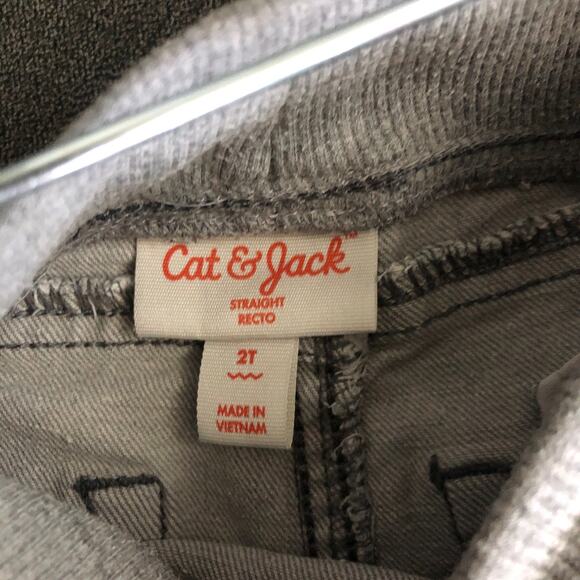 Cat & Jack
STRAIGHT
RECTO
2T
MADE IN
VIETNAM